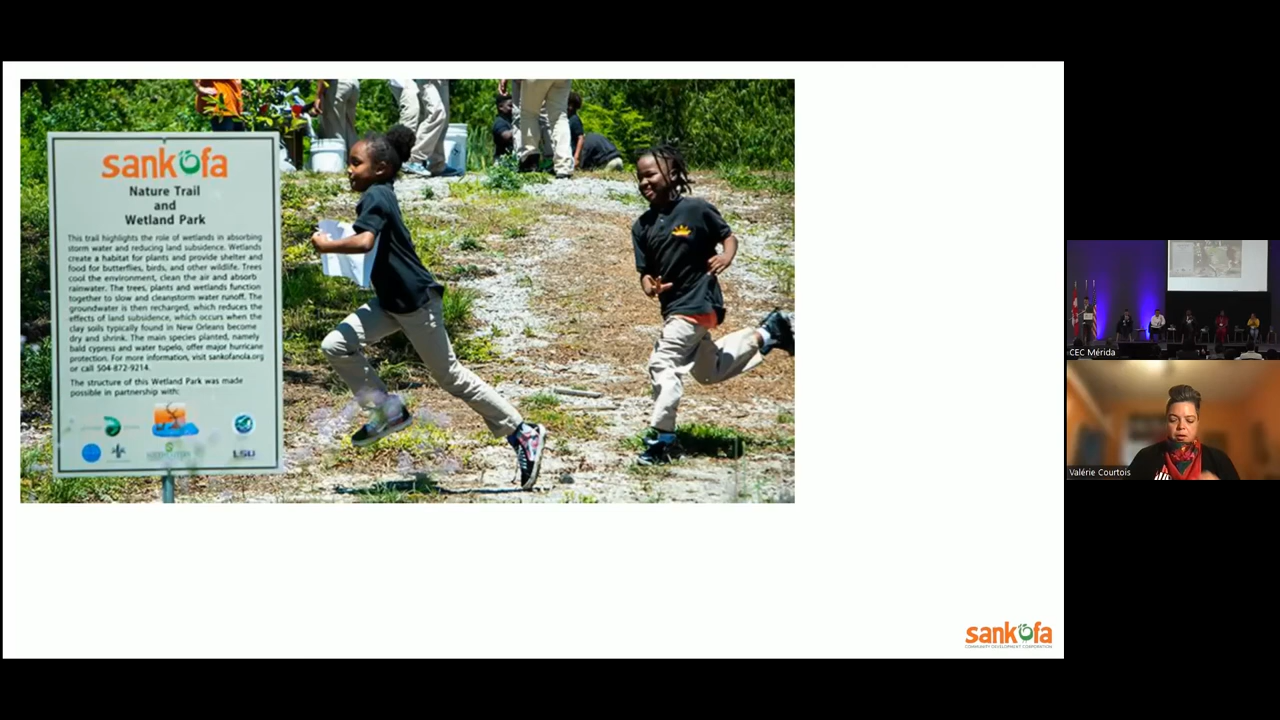 sankofa
Nature Trail
and
Wetland Park
This trail highlights the role of wetlands in absorbing
storm water and reducing land subsidence. Wetlands
create a habitat for plants and provide shelter and
food for butterflies, birds, and other wildlife. Trees
cool the environment, clean the air and absorb
rainwater. The trees, plants and wetlands function
together to slow and cleanstorm water runoff. The
groundwater is then recharged, which reduces the
effects of land subsidence, which occurs when the
clay soils typically found in New Orleans become
dry and shrink. The main species planted, namely
bald cypress and water tupelo, offer major hurricane
protection. For more information, visit sankofanola.org
or call 504-872-9214.
The structure of this Wetland Park was made
possible in partnership with:
LSU
sankofa
COMMUNITY DEVELOPMENT CORPORATION
CEC Mérida
Valérie Courtois